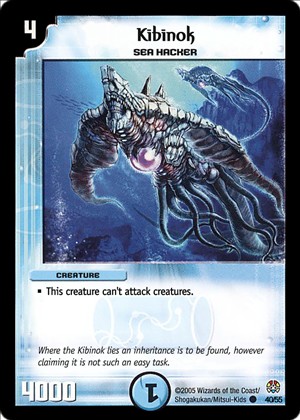 4
Kibinok
SEA HACKER
CREATURE
▪ This creature can't attack creatures.
Where the Kibinok lies an inheritance is to be found, however
claiming it is not such an easy task.
4000
1
©2005 Wizards of the Coast/
Shogakukan/Mitsui-Kids ● 40/55